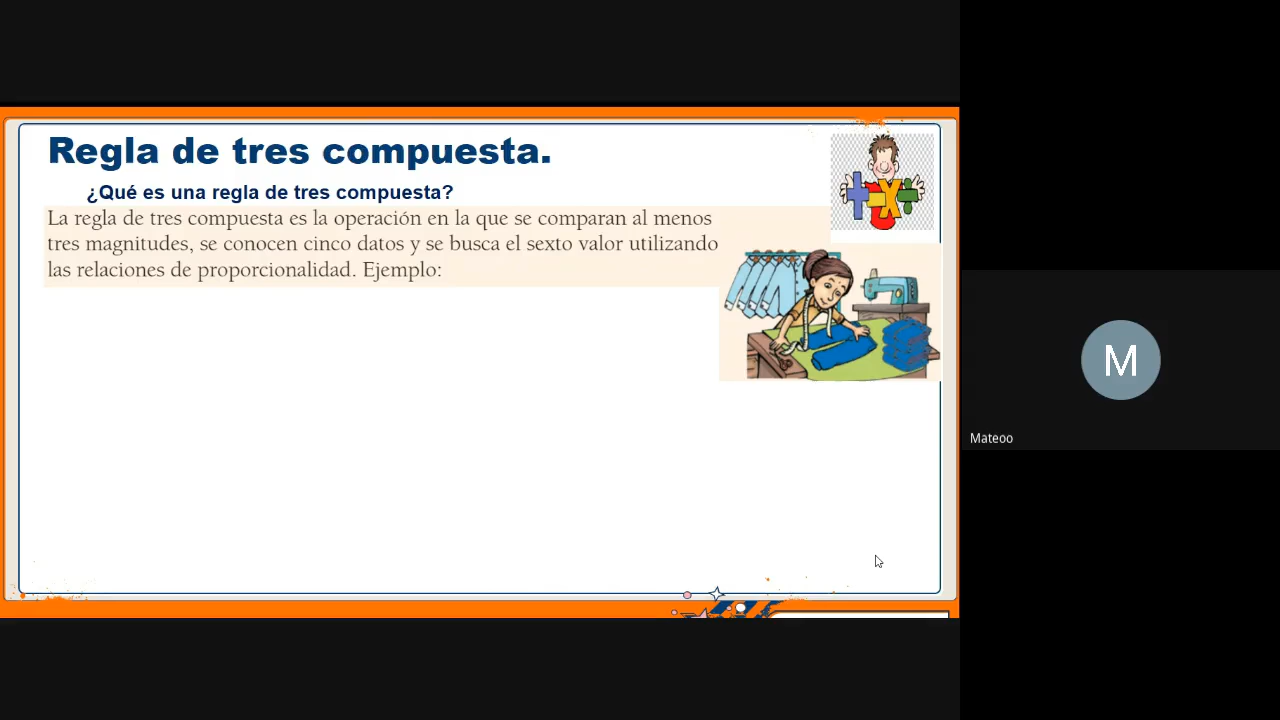 Regla de tres compuesta.
¿Qué es una regla de tres compuesta?
La regla de tres compuesta es la operación en la que se comparan al menos
tres magnitudes, se conocen cinco datos y se busca el sexto valor utilizando
las relaciones de proporcionalidad. Ejemplo:
M
Mateoo